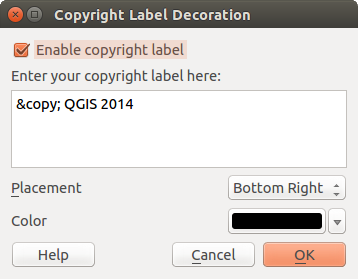 Copyright Label Decoration
Enable copyright label
Enter your copyright label here:
&copy; QGIS 2014
Placement
Bottom Right
Color
Help
Cancel
OK